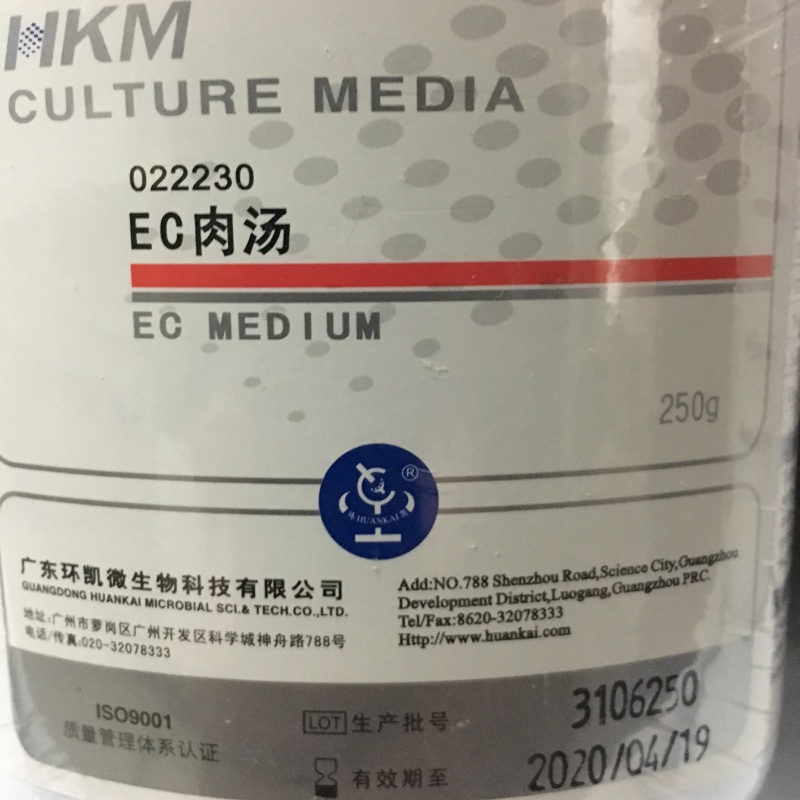 HKM
CULTURE MEDIA
022230
EC肉汤
EC MEDIUM
250g
®
环 HUANKAI 凯
广东环凯微生物科技有限公司
GUANGDONG HUANKAI MICROBIAL SCI.& TECH.CO.,LTD.
地址:广州市萝岗区广州开发区科学城神舟路788号
电话/传真:020-32078333
Add:NO.788 Shenzhou Road,Science City,Guangzhou
Development District,Luogang,Guangzhou PRC.
Tel/Fax:8620-32078333
Http://www.huankai.com
ISO9001
质量管理体系认证
LOT 生产批号 3106250
有效期至 2020/04/19